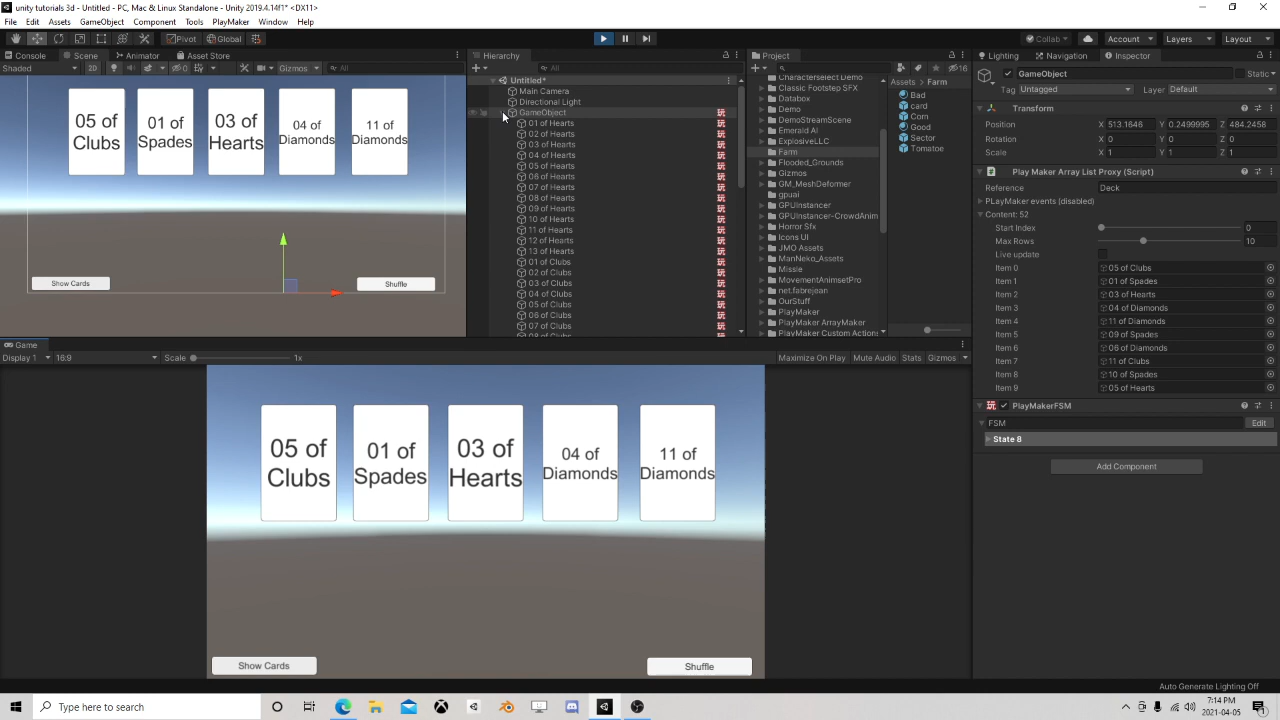 unity tutorials 3d - Untitled - PC, Mac & Linux Standalone - Unity 2019.4.14f1* <DX11>
File Edit Assets GameObject Component Tools PlayMaker Window Help
Pivot Global Collab Account Layers Layout
Console Scene Animator Asset Store
Shaded 2D 0 Gizmos All
05 of Clubs 01 of Spades 03 of Hearts 04 of Diamonds 11 of Diamonds
Show Cards Shuffle
Hierarchy
All
Untitled*
Main Camera
Directional Light
GameObject
01 of Hearts
02 of Hearts
03 of Hearts
04 of Hearts
05 of Hearts
06 of Hearts
07 of Hearts
08 of Hearts
09 of Hearts
10 of Hearts
11 of Hearts
12 of Hearts
13 of Hearts
01 of Clubs
02 of Clubs
03 of Clubs
04 of Clubs
05 of Clubs
06 of Clubs
07 of Clubs
08 of Clubs
Project
16
Characterselect Demo
Classic Footstep SFX
Databox
Demo
DemoStreamScene
Emerald AI
ExplosiveLLC
Farm
Flooded_Grounds
Gizmos
GM_MeshDeformer
gpuai
GPUInstancer
GPUInstancer-CrowdAnim
Horror Sfx
Icons UI
JMO Assets
ManNeko_Assets
Missle
MovementAnimsetPro
net.fabrejean
OurStuff
PlayMaker
PlayMaker ArrayMaker
PlayMaker Custom Actions
Assets Farm
Bad
card
Corn
Good
Sector
Tomatoe
Lighting Navigation Inspector
GameObject Static
Tag Untagged Layer Default
Transform
Position X 513.1646 Y 0.2499995 Z 484.2458
Rotation X 0 Y 0 Z 0
Scale X 1 Y 1 Z 1
Play Maker Array List Proxy (Script)
Reference Deck
PLayMaker events (disabled)
Content: 52
Start Index 0
Max Rows 10
Live update
Item 0 05 of Clubs
Item 1 01 of Spades
Item 2 03 of Hearts
Item 3 04 of Diamonds
Item 4 11 of Diamonds
Item 5 09 of Spades
Item 6 06 of Diamonds
Item 7 11 of Clubs
Item 8 10 of Spades
Item 9 05 of Hearts
PlayMakerFSM
FSM Edit
State 8
Add Component
Game
Display 1 16:9 Scale 1x Maximize On Play Mute Audio Stats Gizmos
05 of Clubs 01 of Spades 03 of Hearts 04 of Diamonds 11 of Diamonds
Show Cards Shuffle
Auto Generate Lighting Off
Type here to search
7:14 PM
2021-04-05